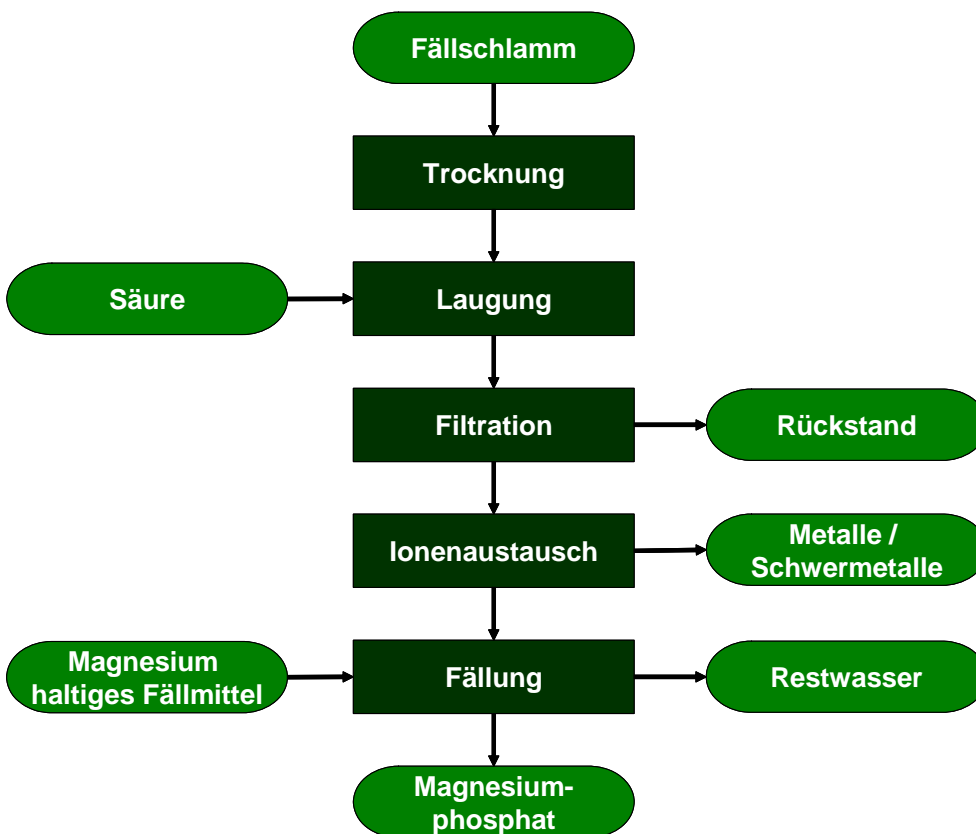 Fällschlamm
Trocknung
Säure
Laugung
Filtration
Rückstand
Ionenaustausch
Metalle /
Schwermetalle
Magnesium
haltiges Fällmittel
Fällung
Restwasser
Magnesium-
phosphat